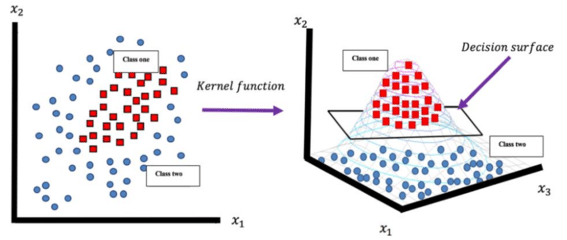 x₂
Class one
Kernel function
Class two
x₁
x₂
Class one
Decision surface
Class two
x₃
x₁